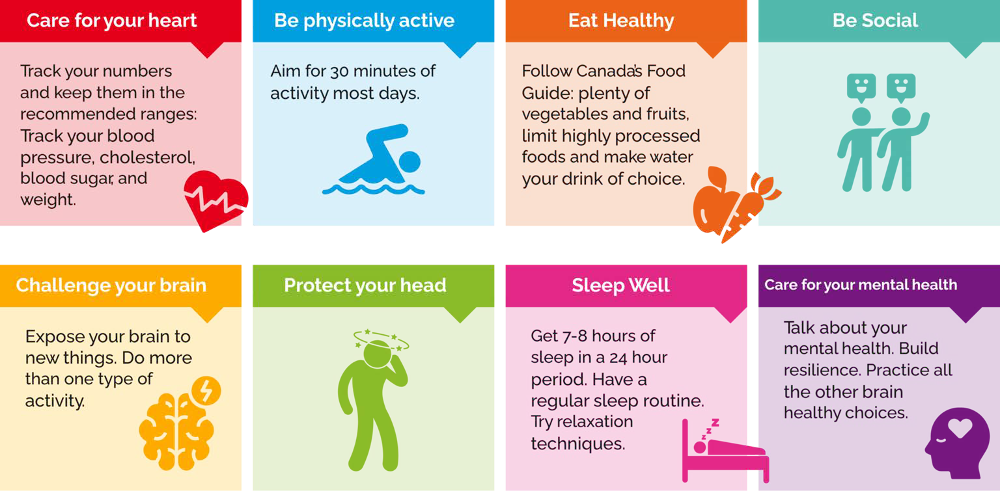 Care for your heart
Track your numbers
and keep them in the
recommended ranges:
Track your blood
pressure, cholesterol,
blood sugar, and
weight.
Be physically active
Aim for 30 minutes of
activity most days.
Eat Healthy
Follow Canada's Food
Guide: plenty of
vegetables and fruits,
limit highly processed
foods and make water
your drink of choice.
Be Social
Challenge your brain
Expose your brain to
new things. Do more
than one type of
activity.
Protect your head
Sleep Well
Get 7-8 hours of
sleep in a 24 hour
period. Have a
regular sleep routine.
Try relaxation
techniques.
z
z
z
Care for your mental health
Talk about your
mental health. Build
resilience. Practice all
the other brain
healthy choices.